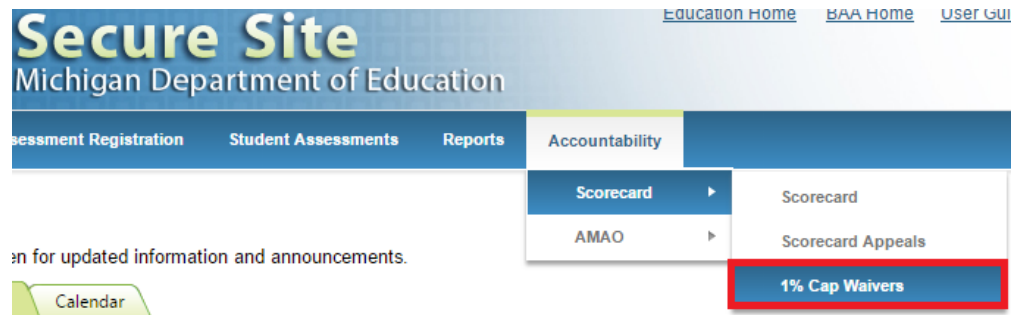 Education Home BAA Home User Gui
Secure Site
Michigan Department of Education
sessment Registration Student Assessments Reports Accountability
Scorecard Scorecard
AMAO Scorecard Appeals
en for updated information and announcements.
1% Cap Waivers
Calendar